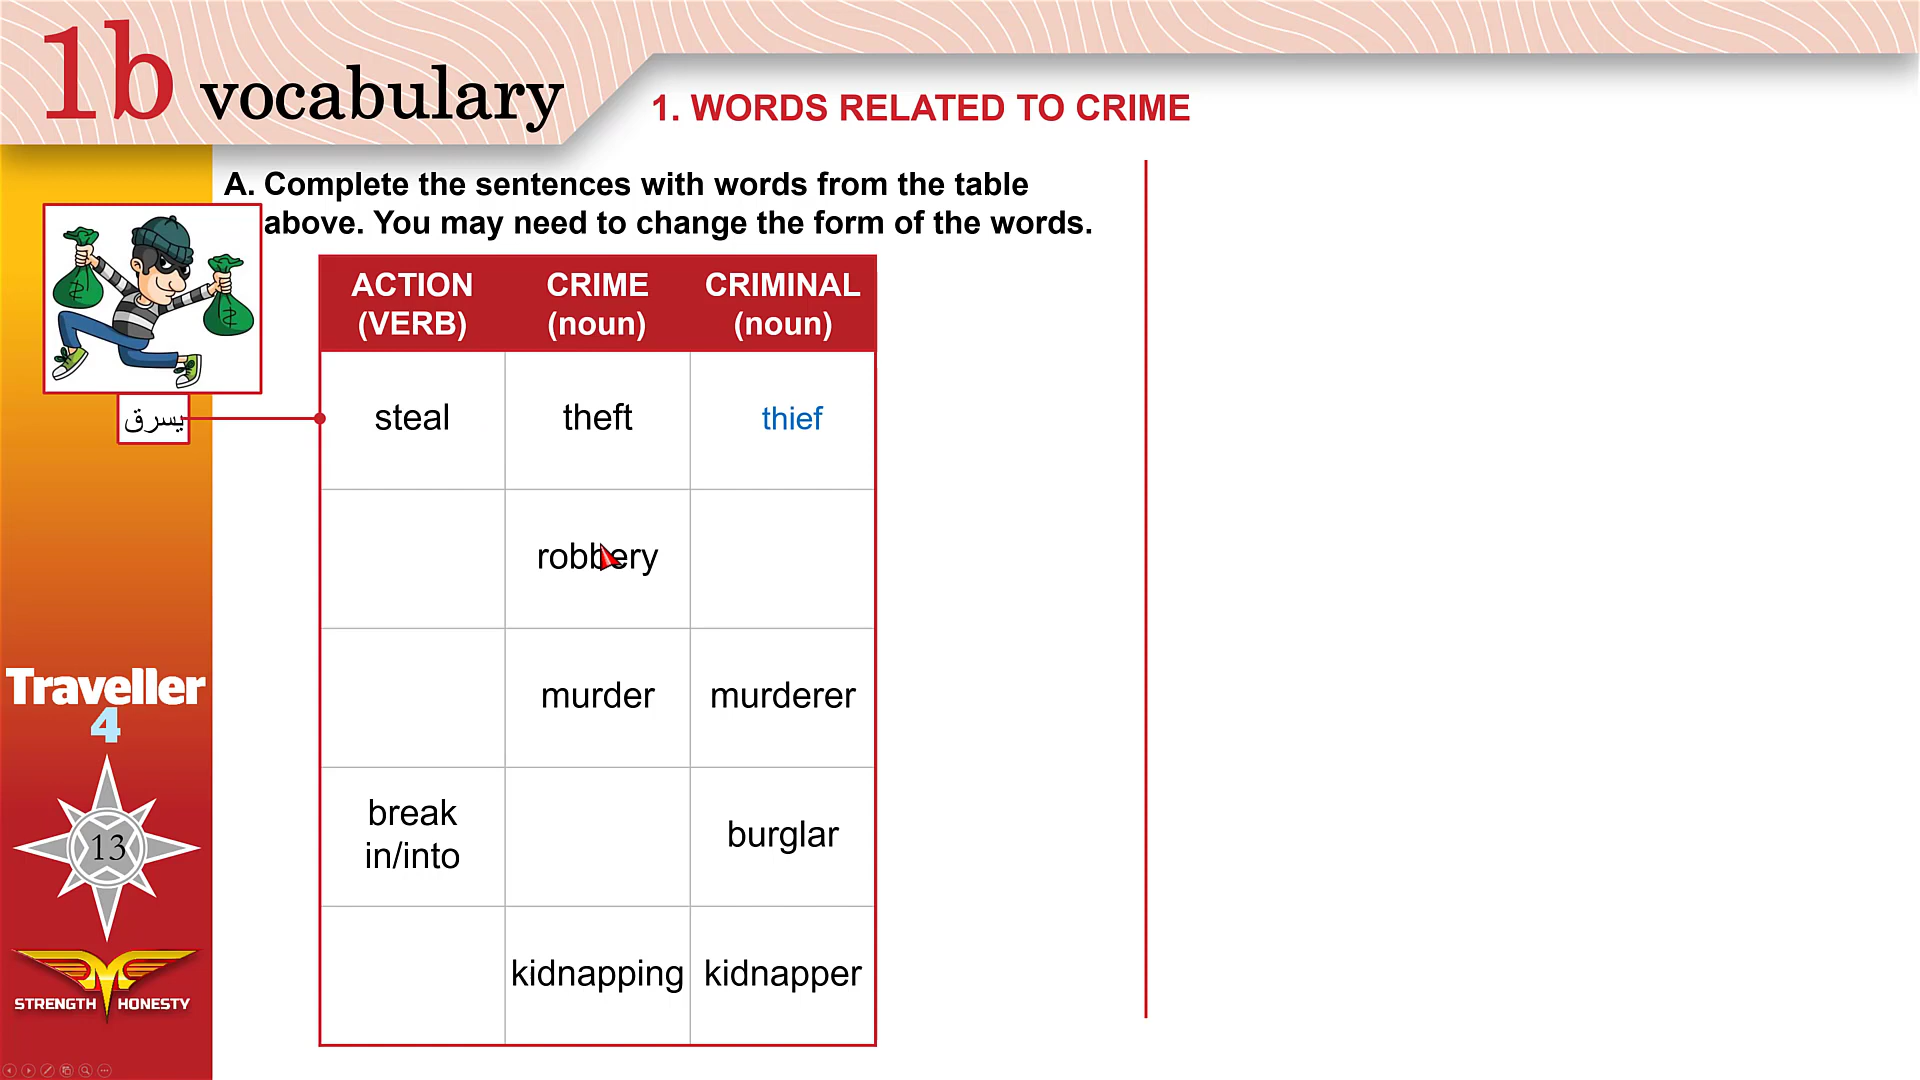 1b vocabulary
1. WORDS RELATED TO CRIME
A. Complete the sentences with words from the table
above. You may need to change the form of the words.
ACTION (VERB) CRIME (noun) CRIMINAL (noun)
يسرق
steal theft thief
robbery
murder murderer
break in/into burglar
kidnapping kidnapper
Traveller
4
13
STRENGTH HONESTY